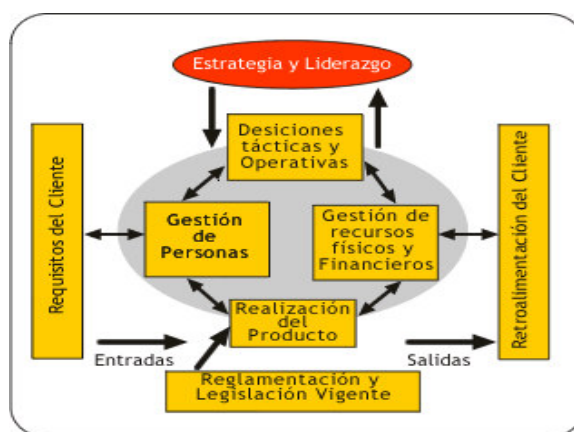 Estrategia y Liderazgo
Desiciones
tácticas y
Operativas
Requisitos del Cliente
Gestión
de
Personas
Gestión de
recursos
físicos y
Financieros
Retroalimentación del Cliente
Realización
del
Producto
Entradas
Salidas
Reglamentación y
Legislación Vigente